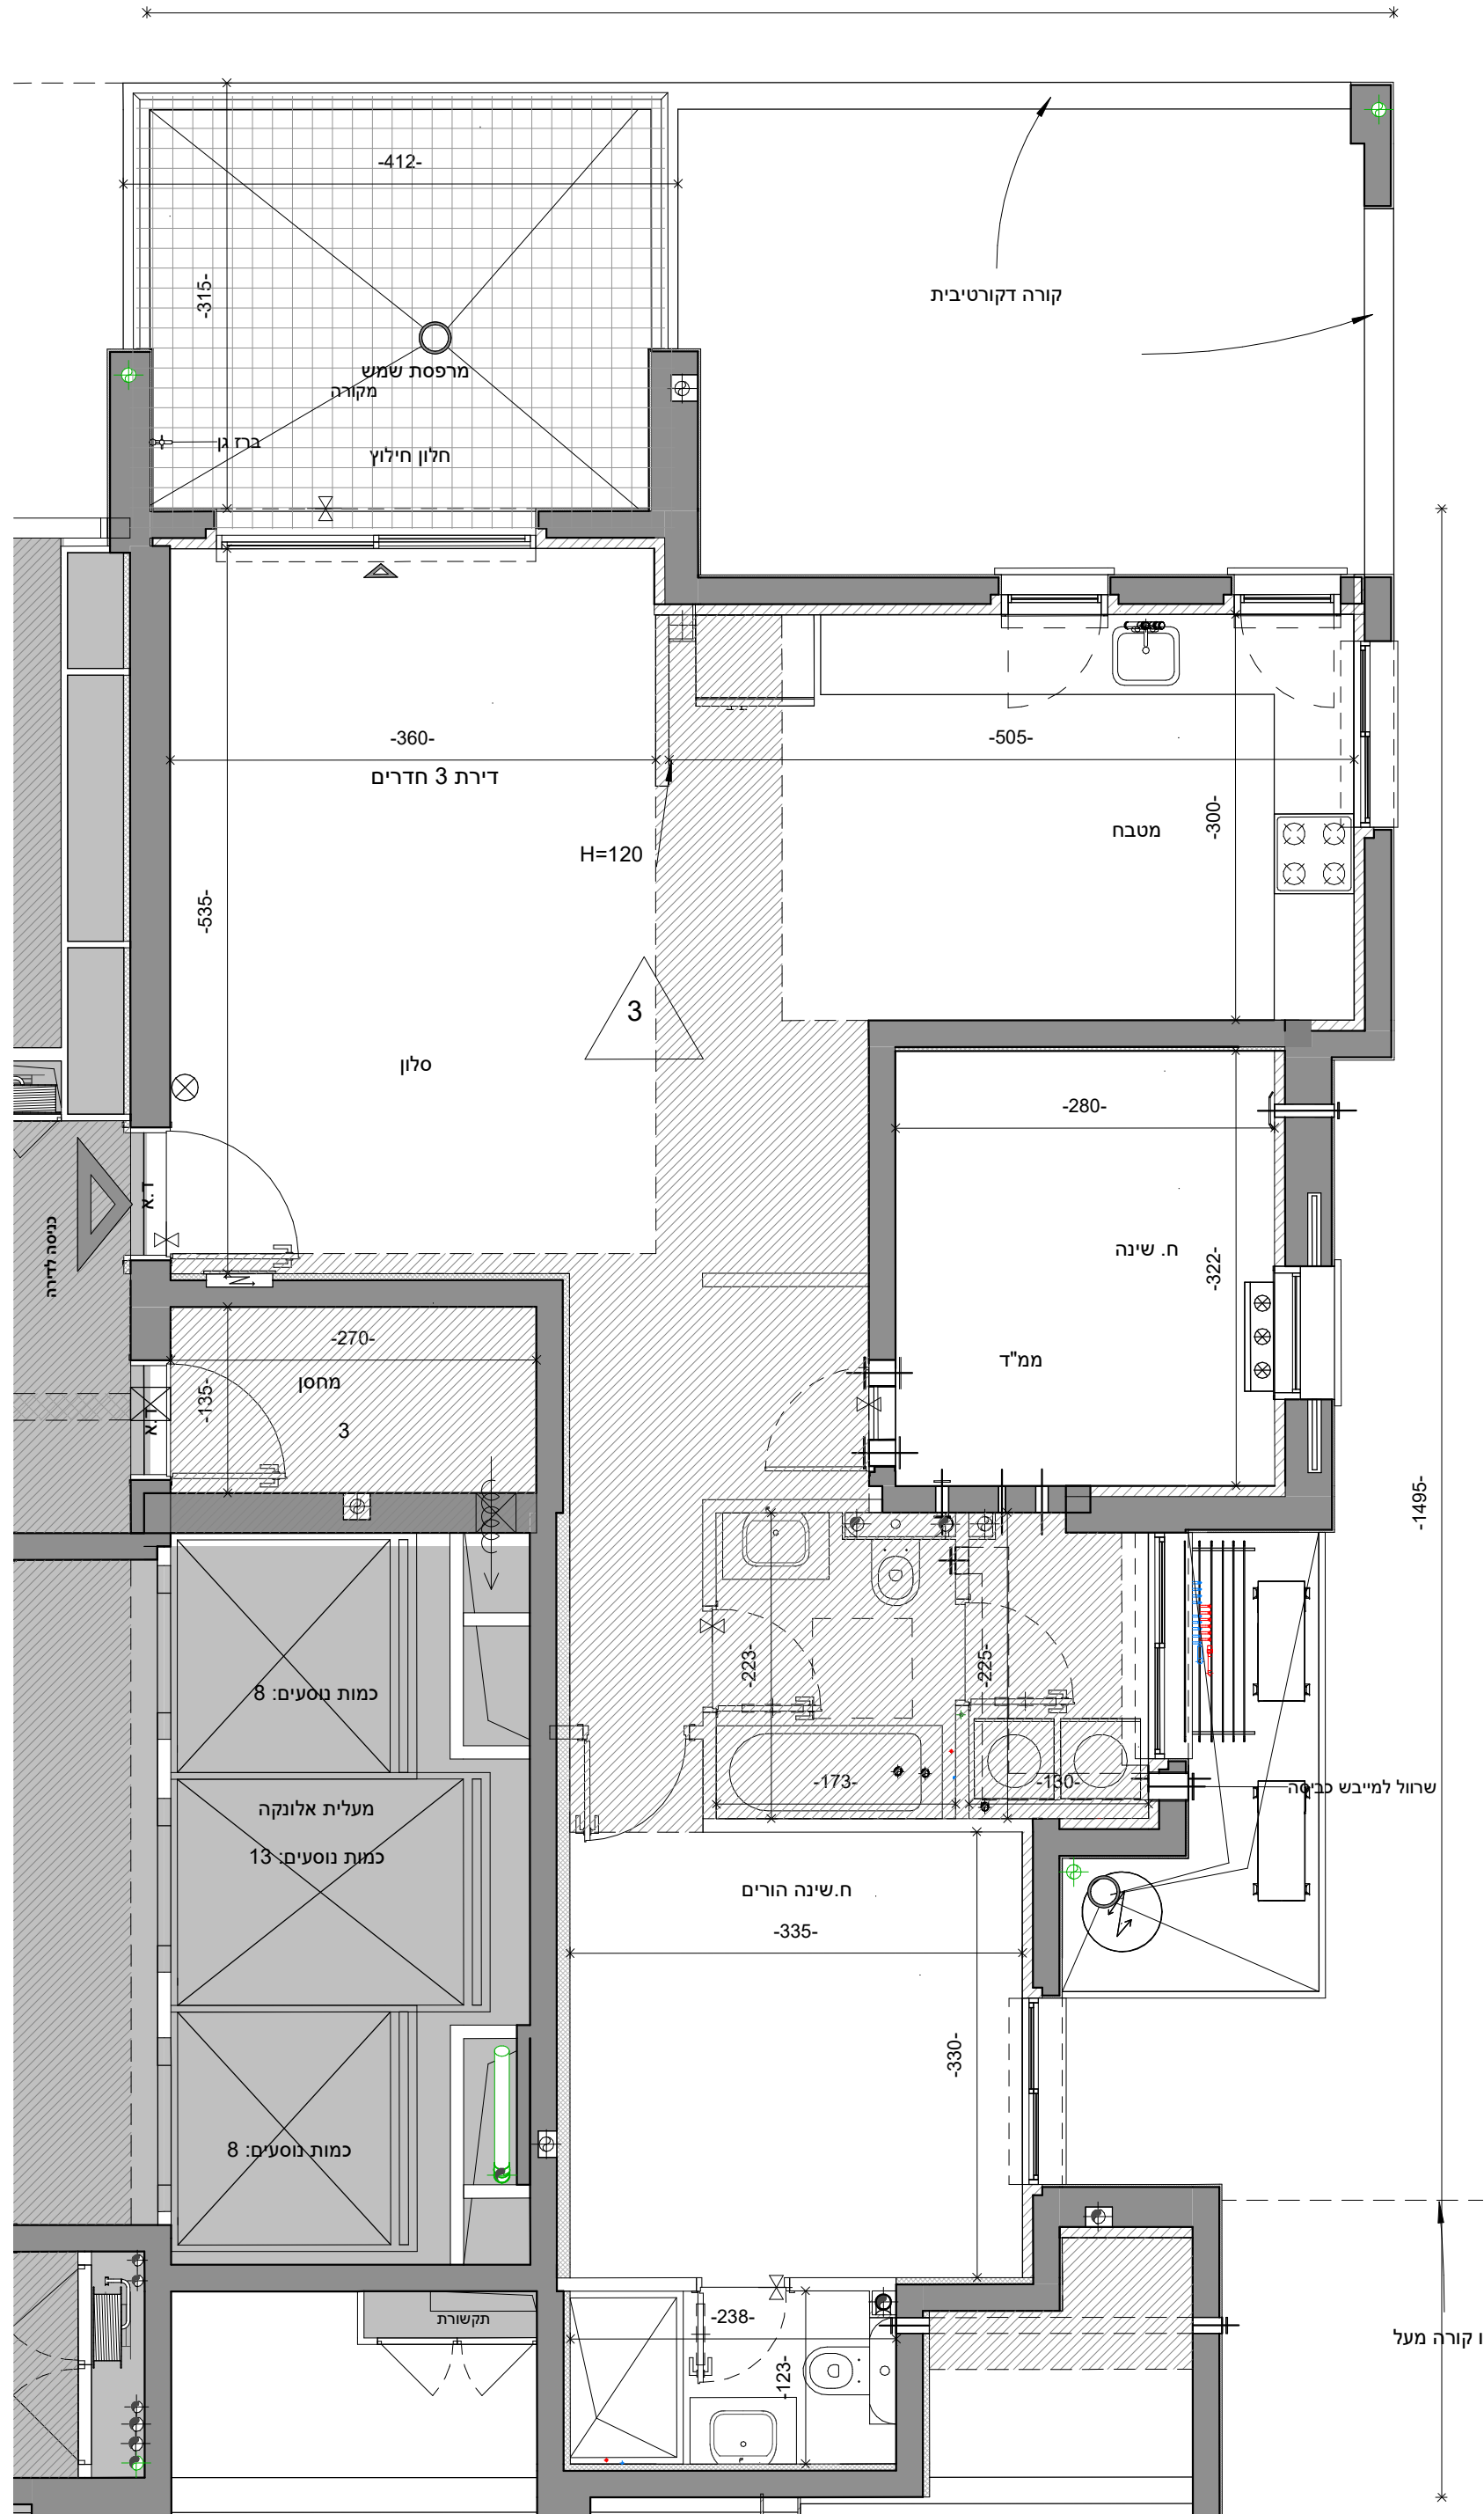 -412-
-315-
קורה דקורטיבית
מרפסת שמש
מקורה
ברז גן
חלון חילוץ
-360-
-505-
דירת 3 חדרים
מטבח
-300-
H=120
-535-
3
סלון
-280-
ח. שינה
-322-
ממ"ד
ד.א
כניסה לדירה
-270-
מחסן
-135-
3
ד.א
-1495-
-223-
-225-
כמות נוסעים: 8
-173-
-130-
שרוול למייבש כביסה
מעלית אלונקה
כמות נוסעים: 13
ח.שינה הורים
-335-
-330-
כמות נוסעים: 8
תקשורת
-238-
-123-
ו קורה מעל